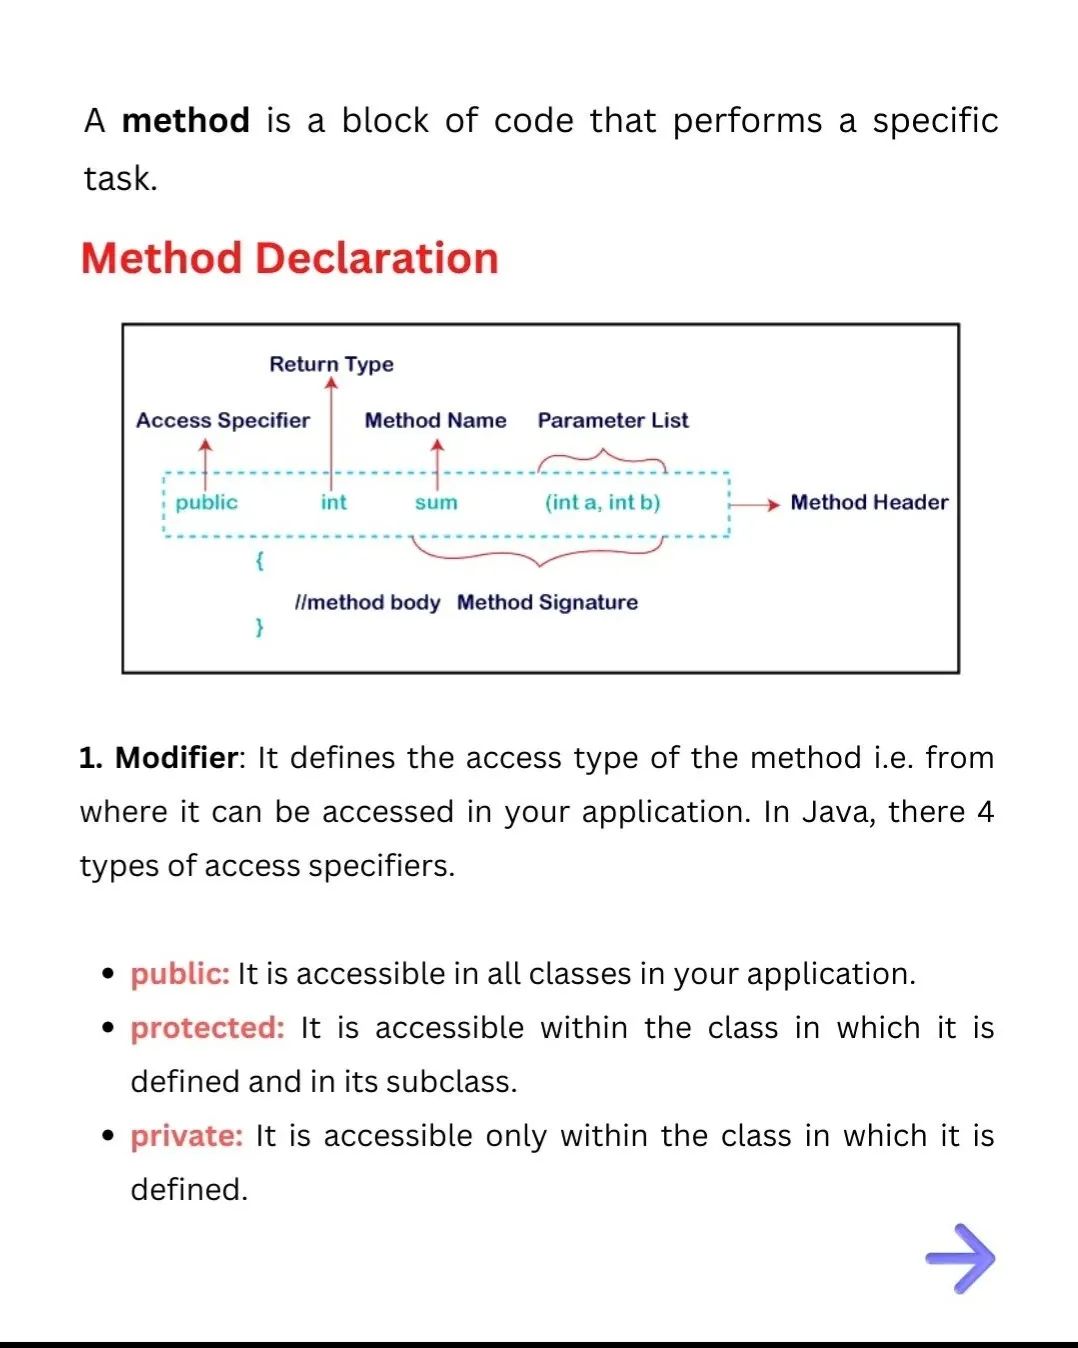 A method is a block of code that performs a specific
task.
Method Declaration
Return Type
Access Specifier Method Name Parameter List
public int sum (int a, int b) Method Header
{
//method body Method Signature
}
1. Modifier: It defines the access type of the method i.e. from
where it can be accessed in your application. In Java, there 4
types of access specifiers.
• public: It is accessible in all classes in your application.
• protected: It is accessible within the class in which it is
defined and in its subclass.
• private: It is accessible only within the class in which it is
defined.